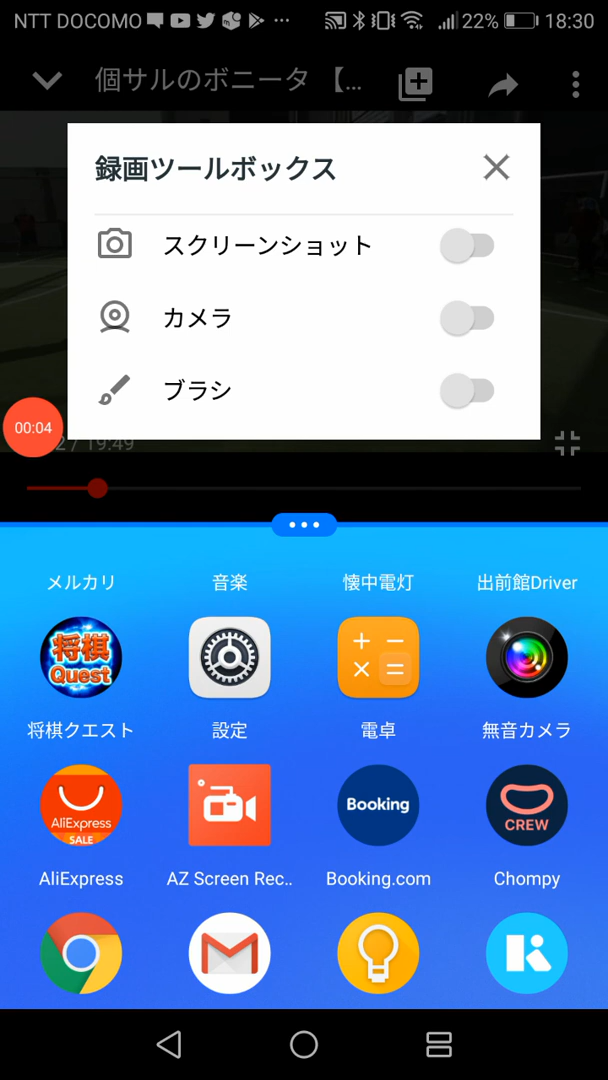 NTT DOCOMO 22% 18:30
個サルのボニータ 【...
録画ツールボックス
スクリーンショット
カメラ
ブラシ
00:04
2 / 19:49
メルカリ 音楽 懐中電灯 出前館Driver
将棋
Quest
将棋クエスト 設定 電卓 無音カメラ
AliExpress
SALE
Booking
CREW
AliExpress AZ Screen Rec.. Booking.com Chompy